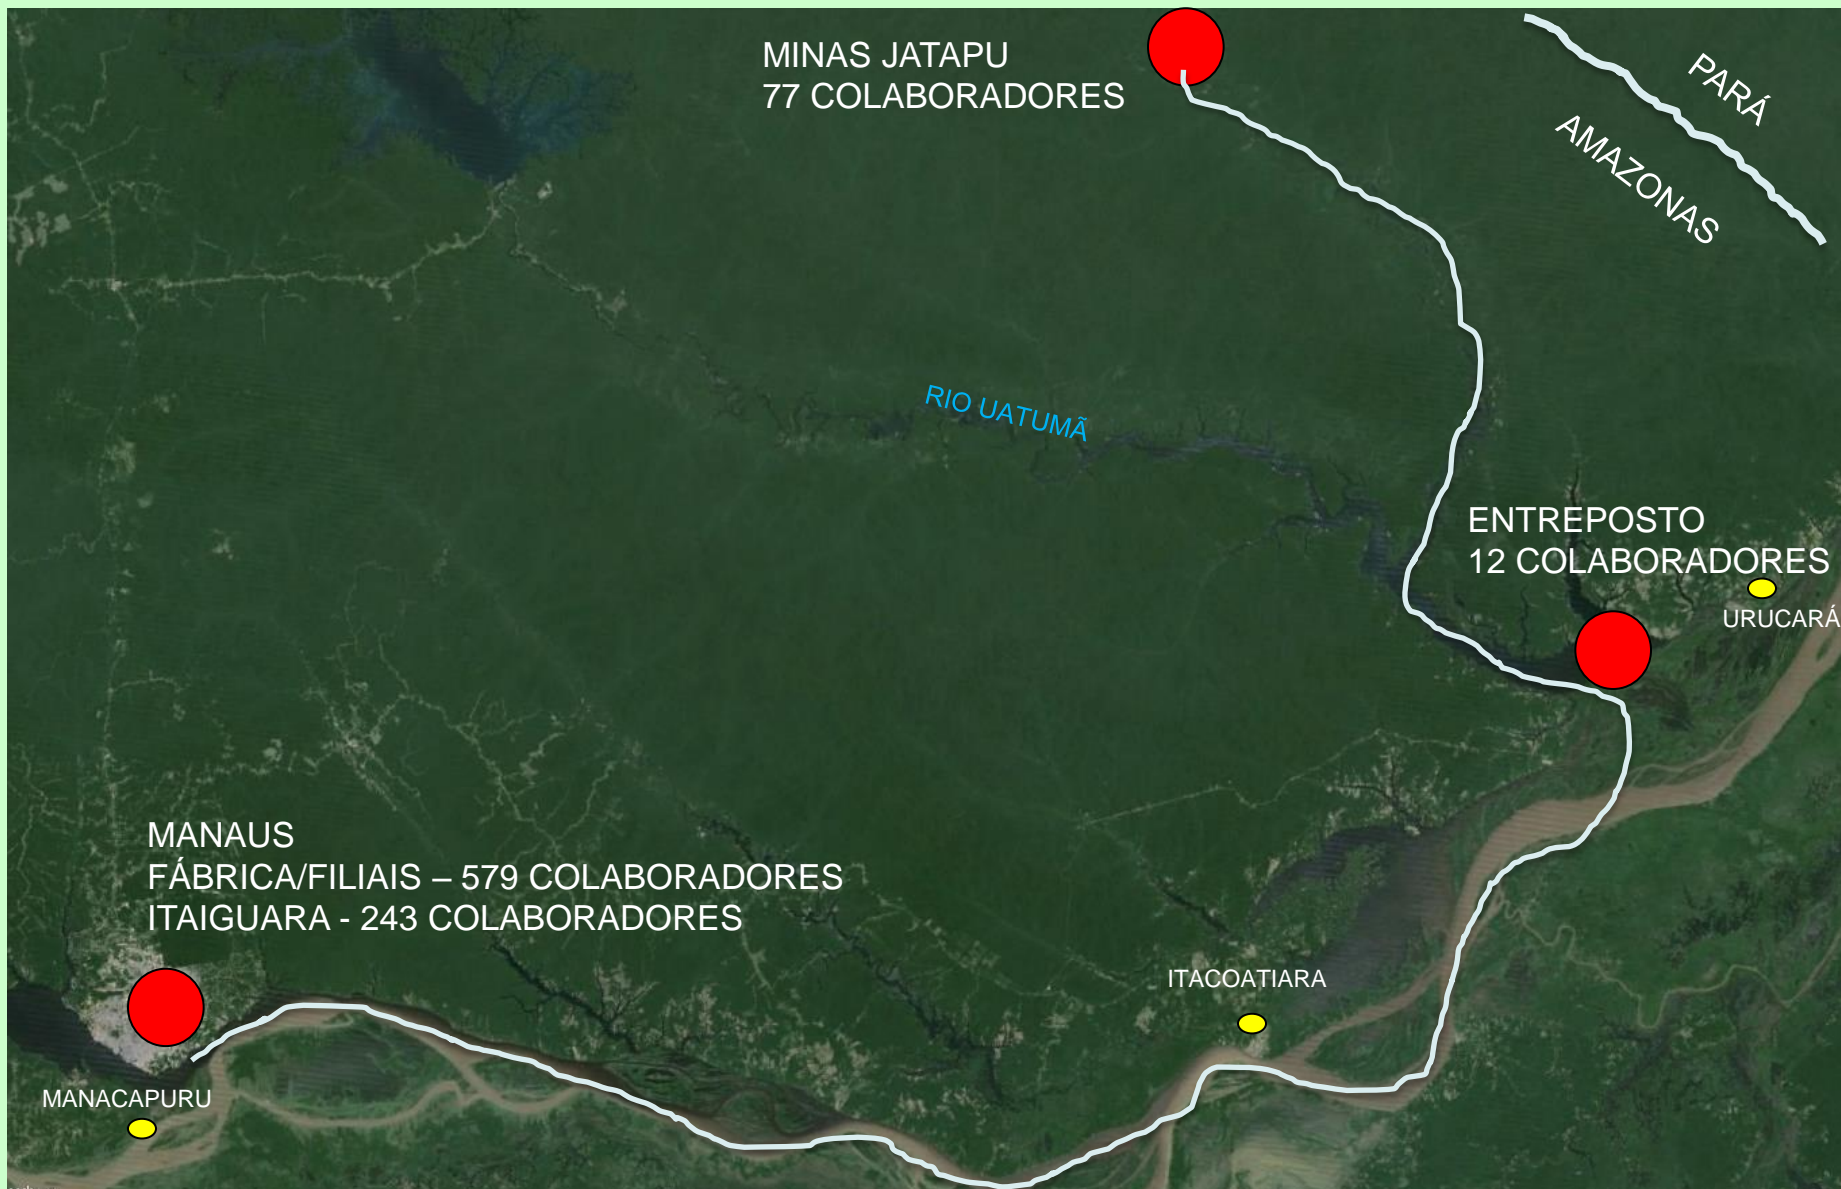 MINAS JATAPU
77 COLABORADORES
PARÁ
AMAZONAS
RIO UATUMÃ
ENTREPOSTO
12 COLABORADORES
URUCARÁ
MANAUS
FÁBRICA/FILIAIS – 579 COLABORADORES
ITAIGUARA - 243 COLABORADORES
ITACOATIARA
MANACAPURU